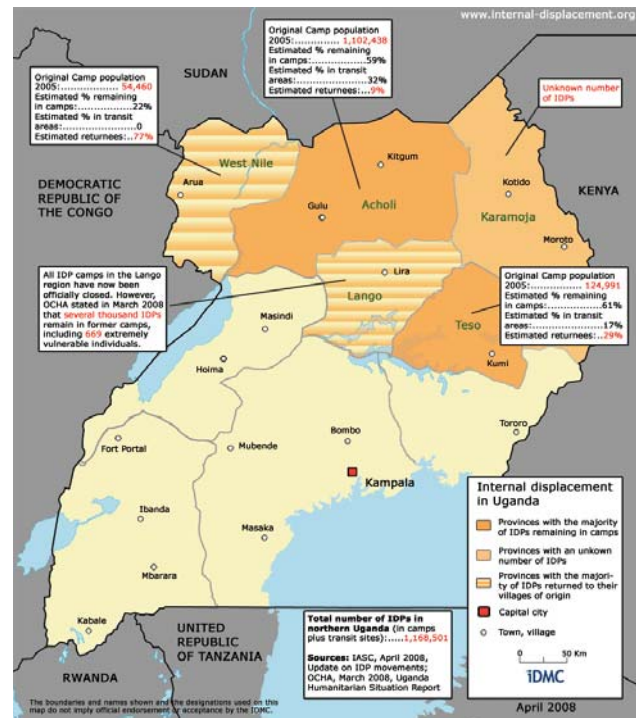 www.internal-displacement.org
Original Camp population
2005:................ 1,102,438
Estimated % remaining
in camps:..............59%
Estimated % in transit
areas:....................32%
Estimated returnees:..9%
SUDAN
Original Camp population
2005:................ 54,460
Estimated % remaining
in camps:..............22%
Estimated % in transit
areas:....................0
Estimated returnees:..77%
Unknown number
of IDPs
West Nile
Kitgum
Arua
DEMOCRATIC
REPUBLIC OF
THE CONGO
Kotido
KENYA
Acholi
Gulu
Karamoja
Moroto
All IDP camps in the Lango
region have now been
officially closed. However,
OCHA stated in March 2008
that several thousand IDPs
remain in former camps,
including 669 extremely
vulnerable individuals.
Lira
Lango
Original Camp population
2005: ................ 124,991
Estimated % remaining
in camps:................61%
Estimated % in transit
areas:....................17%
Estimated returnees:..29%
Masindi
Teso
Hoima
Kumi
Tororo
Fort Portal
Mubende
Bombo
Kampala
Ibanda
Masaka
Mbarara
Kabale
Internal displacement
in Uganda
Provinces with the majority
of IDPs remaining in camps
Provinces with an unkown
number of IDPs
Provinces with the majori-
ty of IDPs returned to their
villages of origin
Capital city
Town, village
0 50 Km
iDMC
April 2008
UNITED
REPUBLIC
OF TANZANIA
RWANDA
Total number of IDPs in
northern Uganda (in camps
plus transit sites):.....1,168,501
Sources: IASC, April 2008,
Update on IDP movements;
OCHA, March 2008, Uganda
Humanitarian Situation Report
The boundaries and names shown and the designations used on this
map do not imply official endorsement or acceptance by the IDMC.